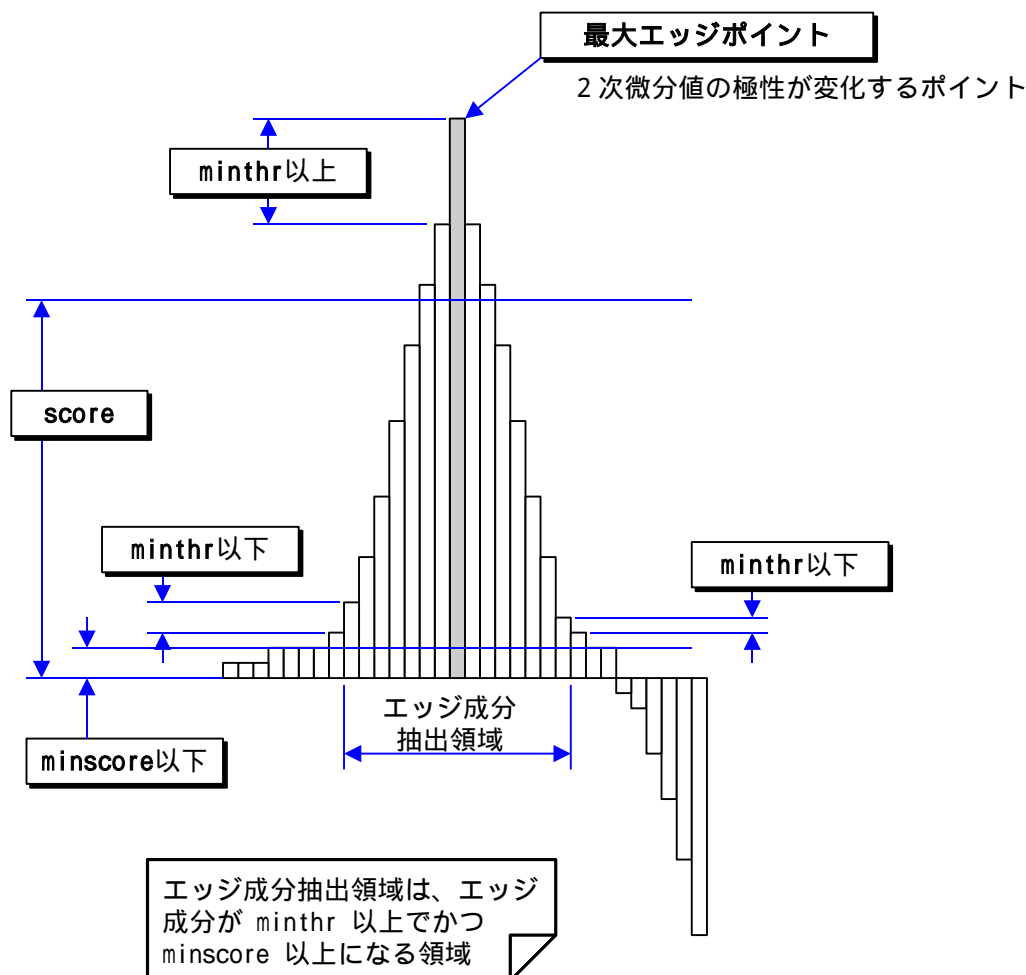 最大エッジポイント
2次微分値の極性が変化するポイント
minthr以上
score
minthr以下
minthr以下
エッジ成分
抽出領域
minscore以下
エッジ成分抽出領域は、エッジ
成分が minthr 以上でかつ
minscore 以上になる領域